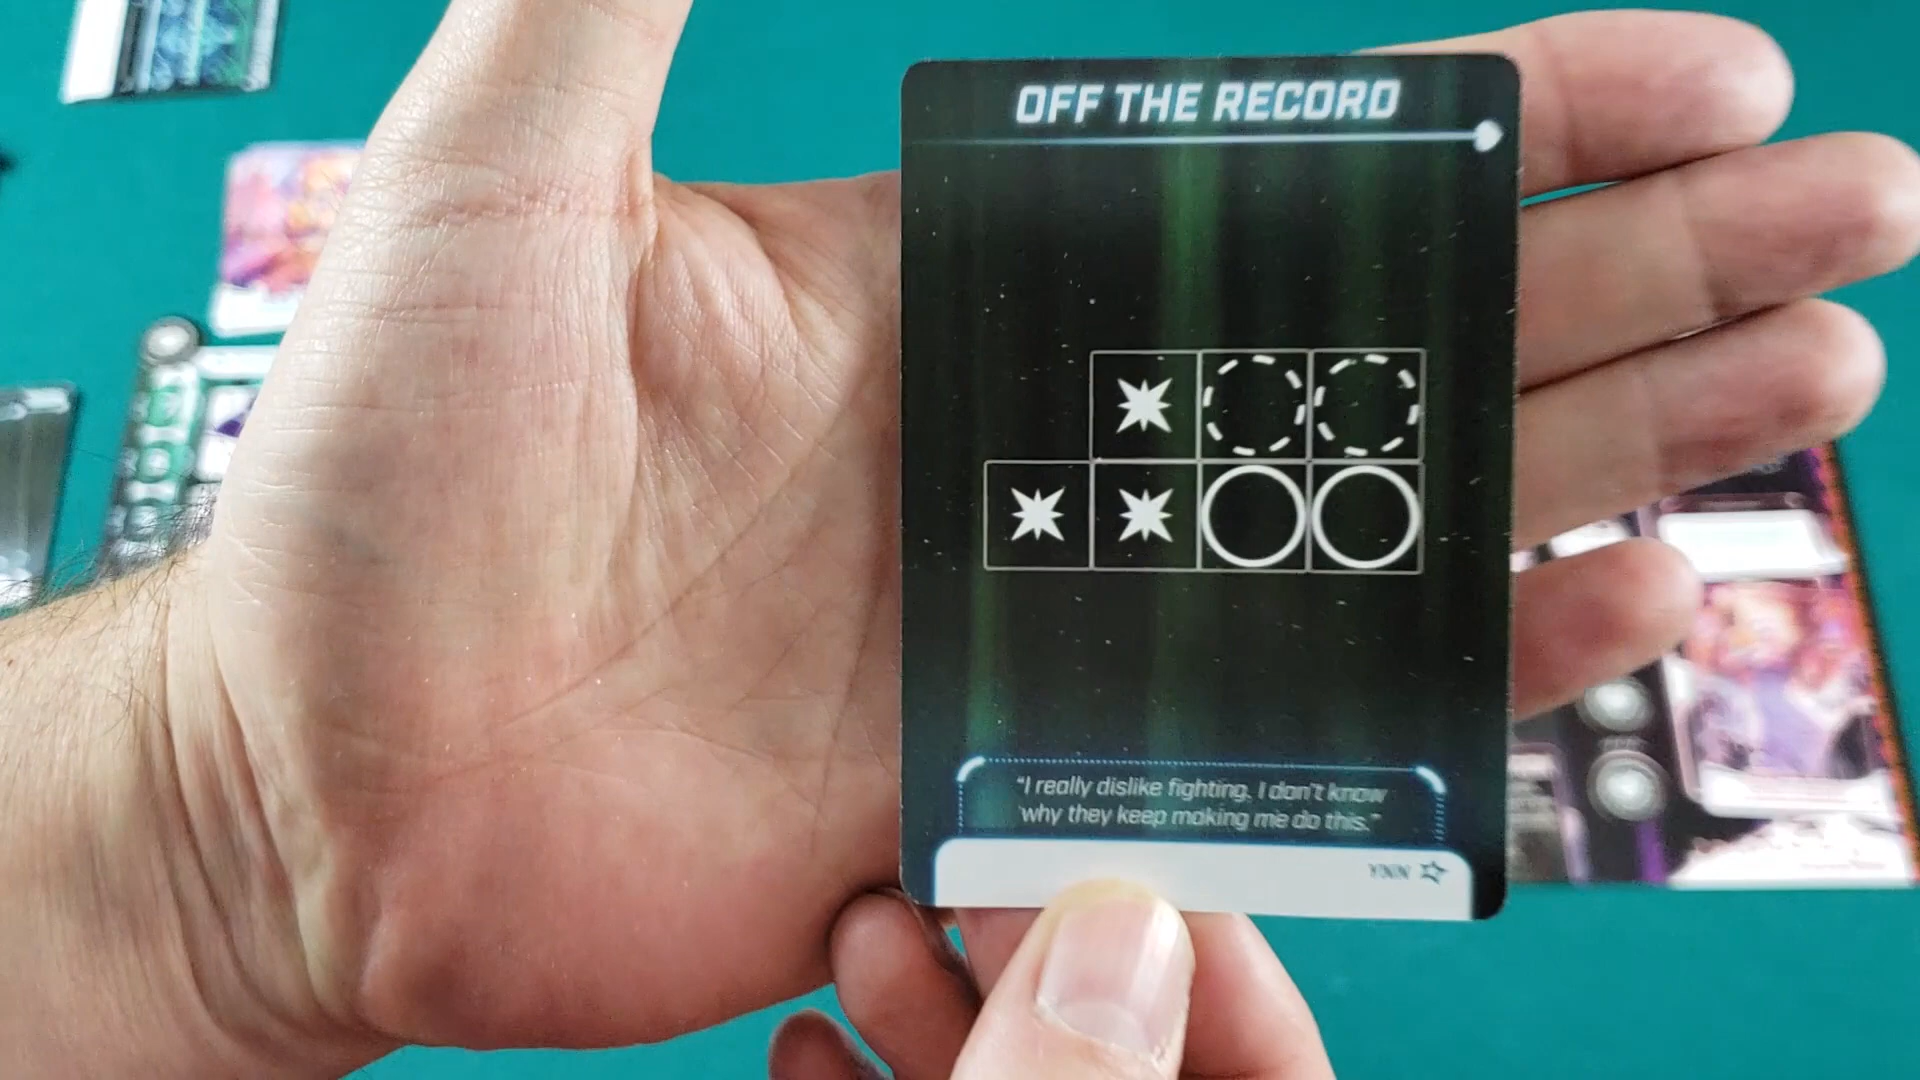 OFF THE RECORD
"I really dislike fighting. I don't know
why they keep making me do this."
YNN